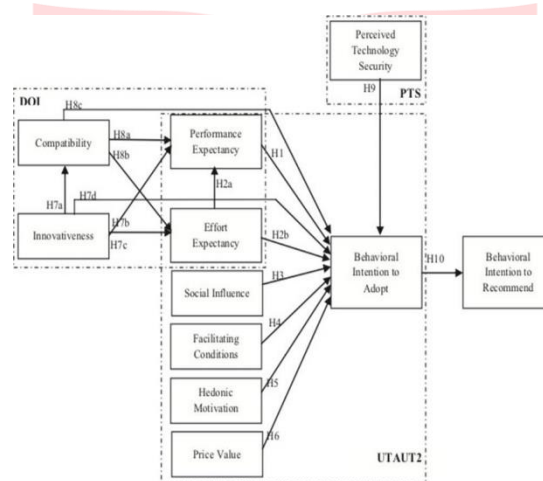 Perceived
Technology
Security
H9
PTS
DOI
H8c
Compatibility
H8a
H8b
Performance
Expectancy
H1
H7a
H7d
H2a
Innovativeness
H7b
H7c
Effort
Expectancy
H2b
Behavioral
Intention to
Adopt
H10
Behavioral
Intention to
Recommend
Social Influence
H3
Facilitating
Conditions
H4
Hedonic
Motivation
H5
Price Value
H6
UTAUT2